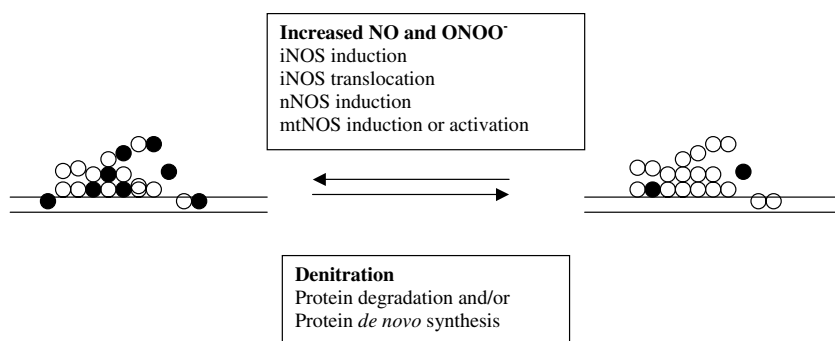 Increased NO and ONOO⁻
iNOS induction
iNOS translocation
nNOS induction
mtNOS induction or activation
Denitration
Protein degradation and/or
Protein de novo synthesis